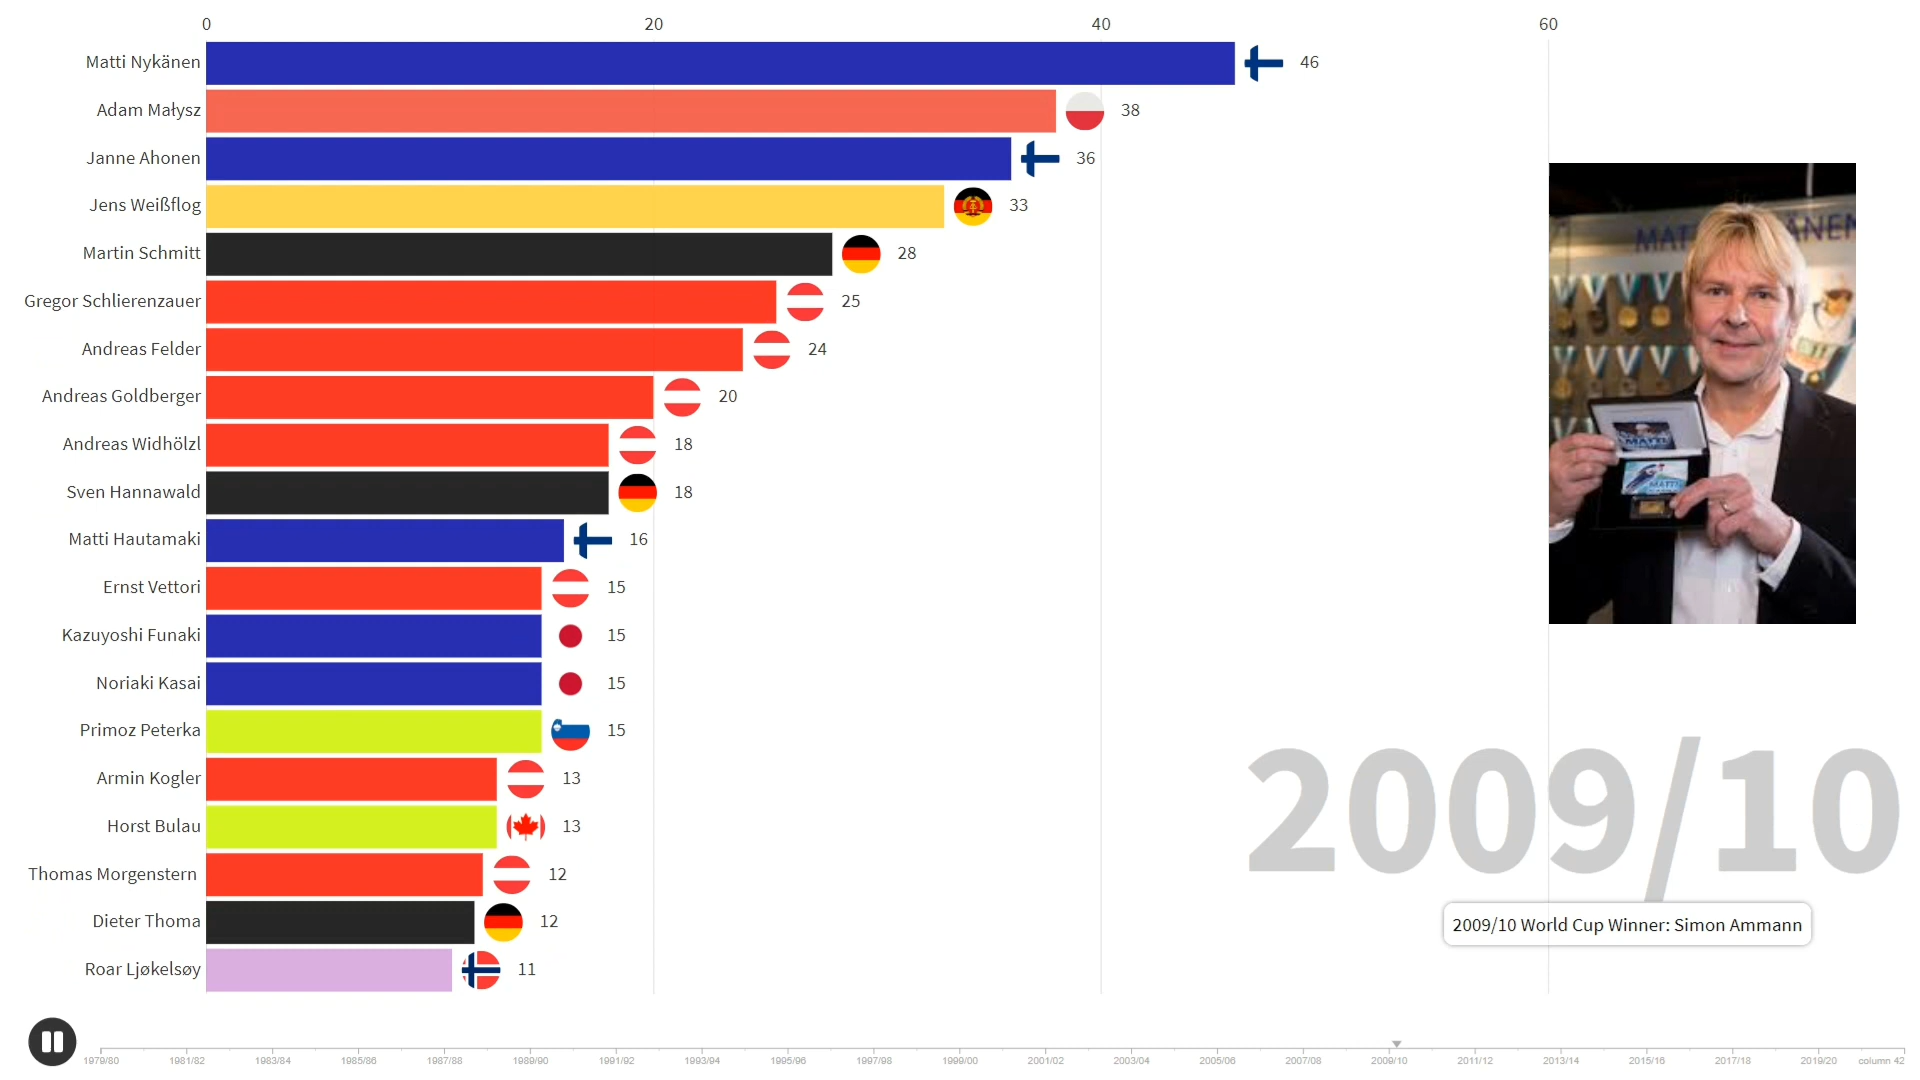 0 20 40 60
Matti Nykänen 46
Adam Małysz 38
Janne Ahonen 36
Jens Weißflog 33
Martin Schmitt 28
Gregor Schlierenzauer 25
Andreas Felder 24
Andreas Goldberger 20
Andreas Widhölzl 18
Sven Hannawald 18
Matti Hautamaki 16
Ernst Vettori 15
Kazuyoshi Funaki 15
Noriaki Kasai 15
Primoz Peterka 15
Armin Kogler 13
Horst Bulau 13
Thomas Morgenstern 12
Dieter Thoma 12
Roar Ljøkelsøy 11
MATTI
MATTI
2009/10
2009/10 World Cup Winner: Simon Ammann
1979/80 1981/82 1983/84 1985/86 1987/88 1989/90 1991/92 1993/94 1995/96 1997/98 1999/00 2001/02 2003/04 2005/06 2007/08 2009/10 2011/12 2013/14 2015/16 2017/18 2019/20 column 42